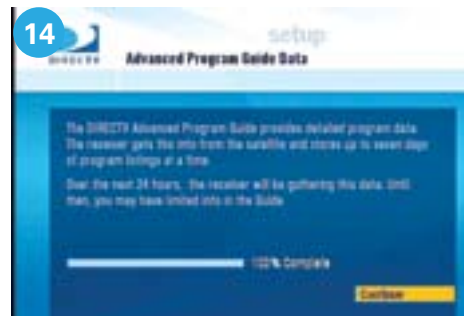 14
setup
DIRECTV
Advanced Program Guide Data
The DIRECTV Advanced Program Guide provides detailed program data.
The receiver gets this info from the satellite and stores up to seven days
of program listings at a time.
Over the next 24 hours, the receiver will be gathering this data. Until
then, you may have limited info in the Guide.
100% Complete
Continue